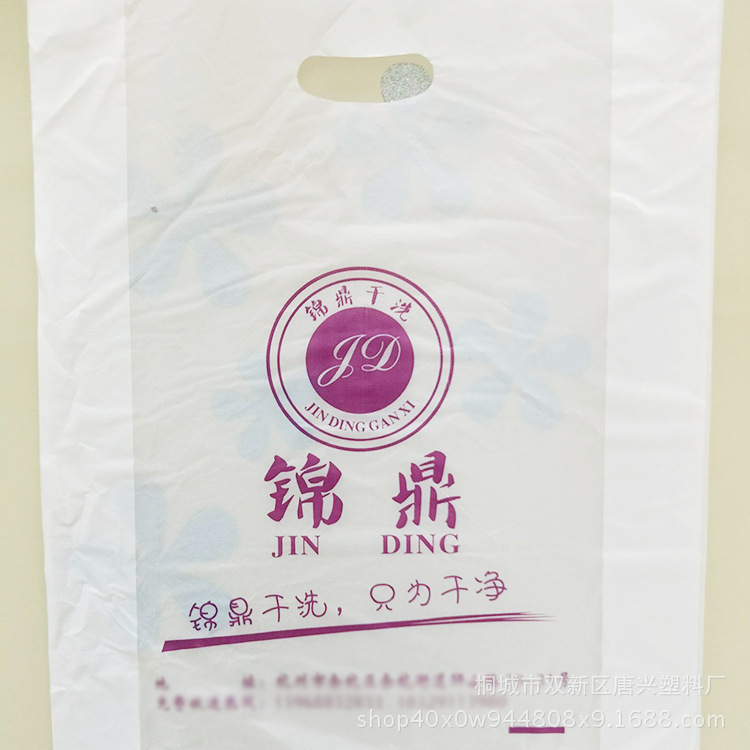 锦鼎干洗
JD
JIN DING GAN XI
锦 鼎
JIN DING
锦鼎干洗，只为干净
桐城市双新区唐兴塑料厂
shop40x0w944808x9.1688.com